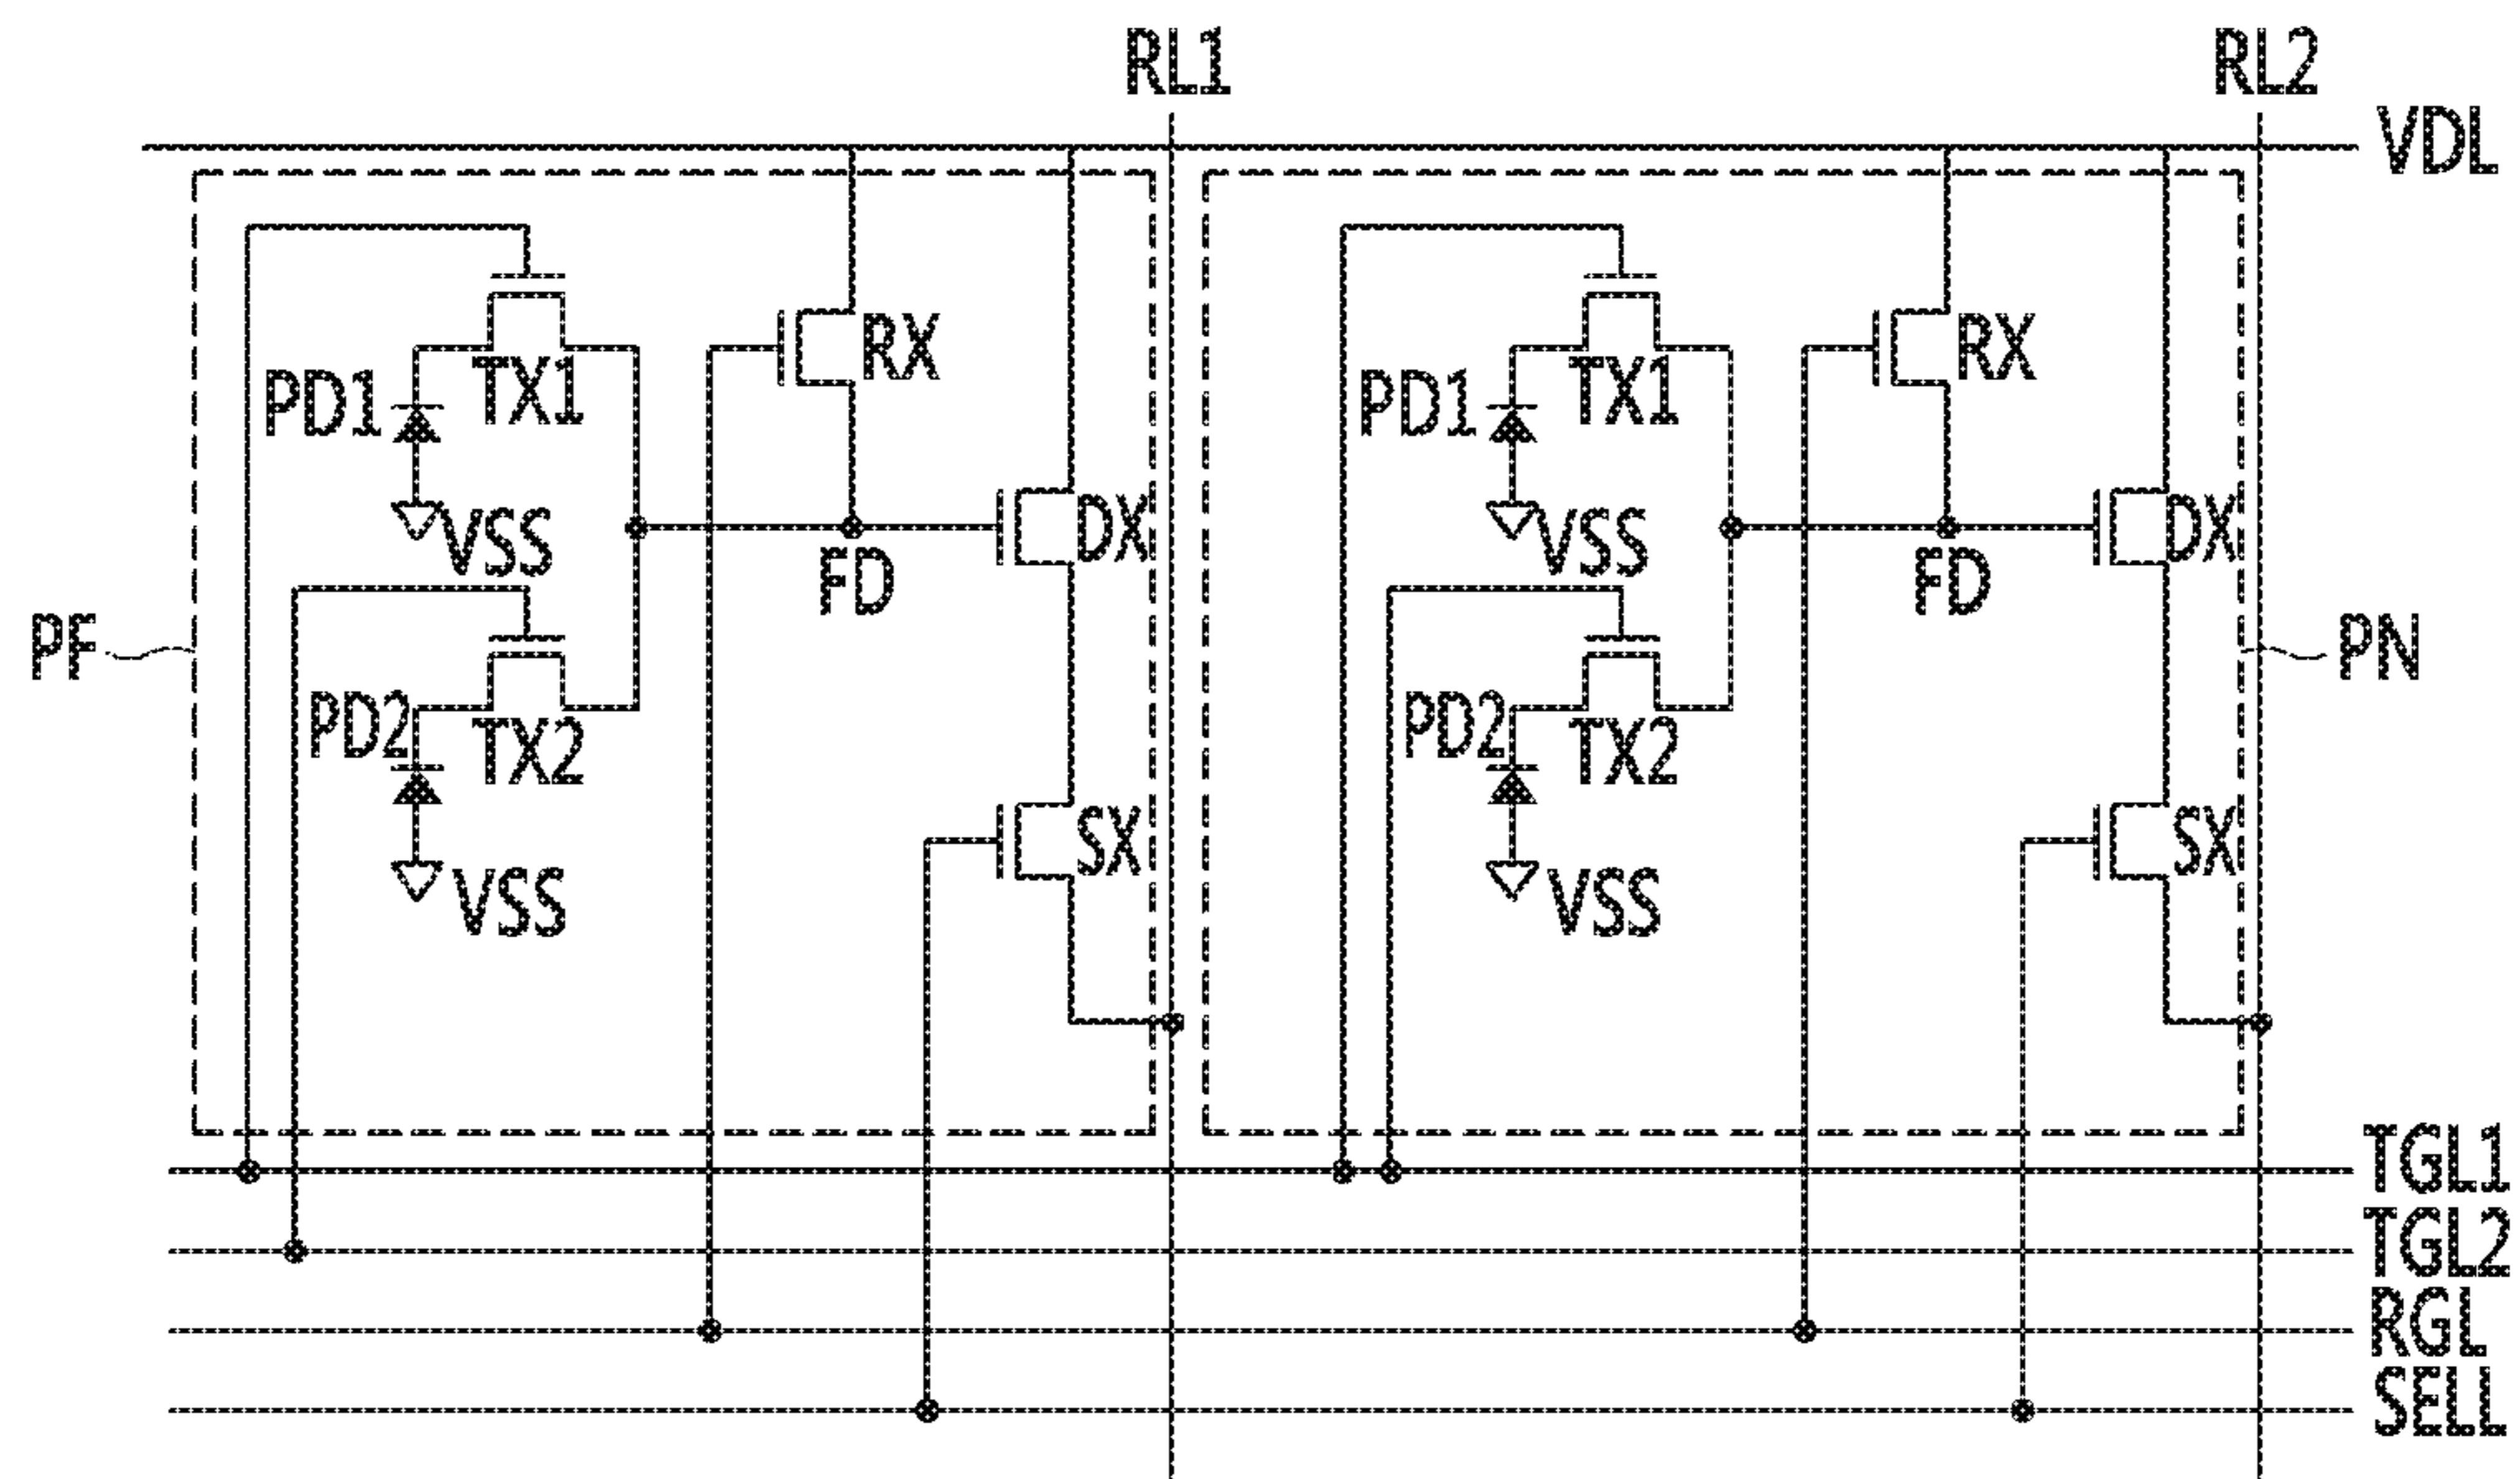 RL1 RL2
VDL
RX RX
PD1 TX1 PD1 TX1
DX DX
VSS VSS
FD FD
PF PN
PD2 TX2 PD2 TX2
SX SX
VSS VSS
TGL1
TGL2
RGL
SELL